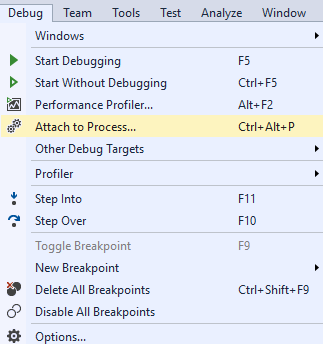 Debug Team Tools Test Analyze Window
Windows
Start Debugging F5
Start Without Debugging Ctrl+F5
Performance Profiler... Alt+F2
Attach to Process... Ctrl+Alt+P
Other Debug Targets
Profiler
Step Into F11
Step Over F10
Toggle Breakpoint F9
New Breakpoint
Delete All Breakpoints Ctrl+Shift+F9
Disable All Breakpoints
Options...